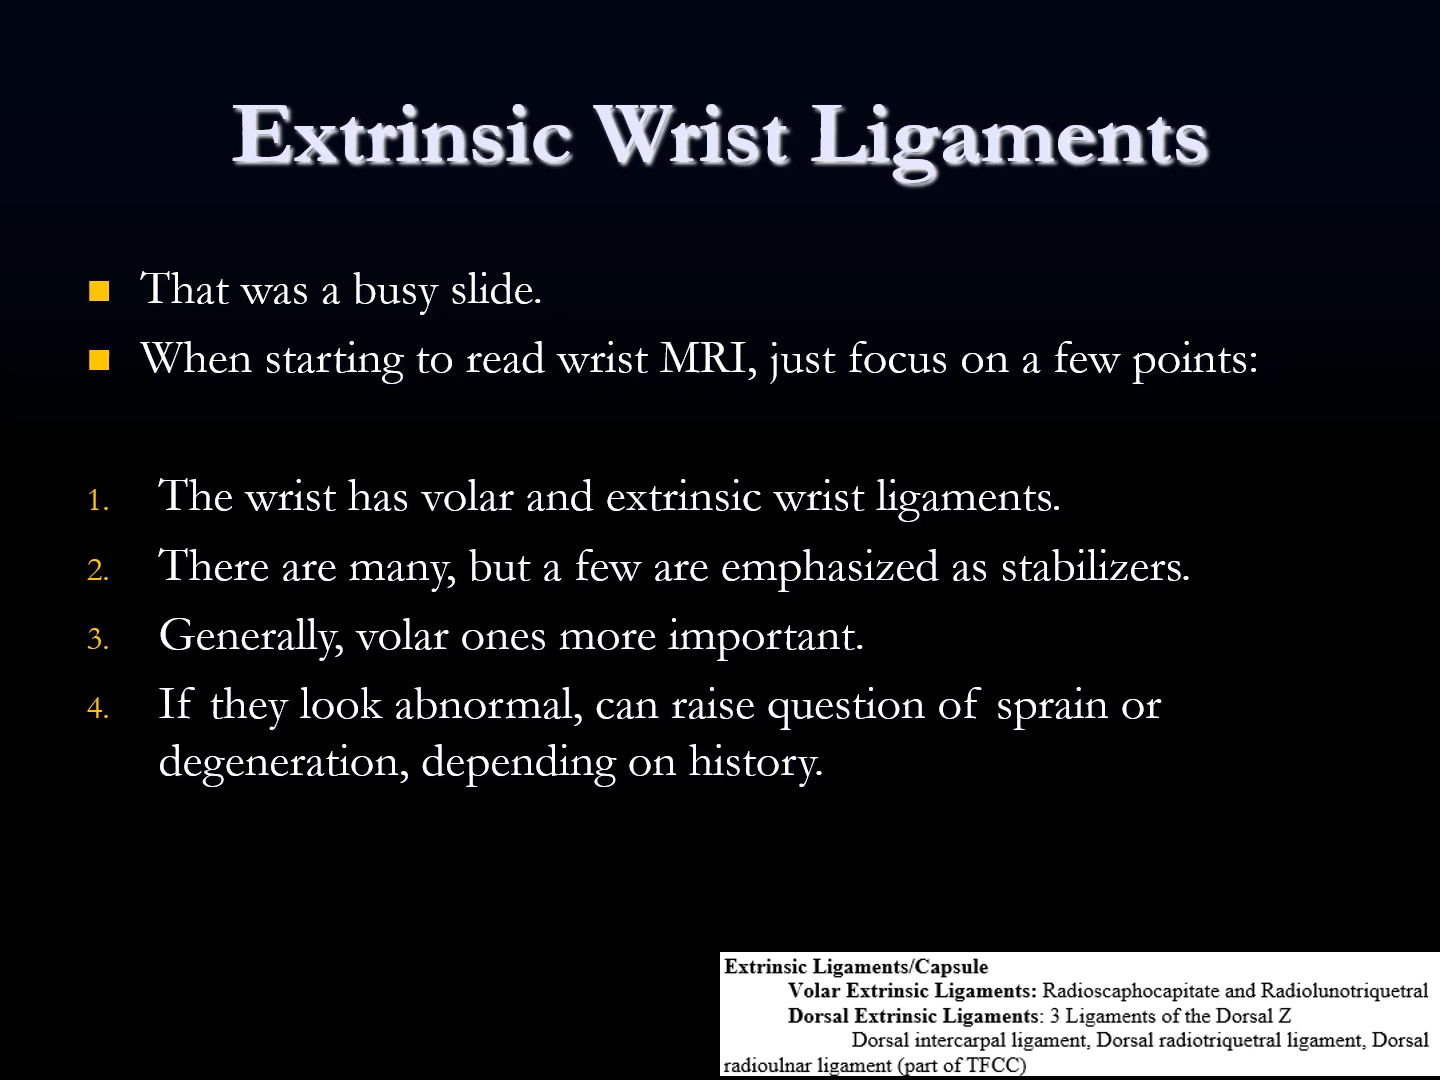 Extrinsic Wrist Ligaments
That was a busy slide.
When starting to read wrist MRI, just focus on a few points:
1. The wrist has volar and extrinsic wrist ligaments.
2. There are many, but a few are emphasized as stabilizers.
3. Generally, volar ones more important.
4. If they look abnormal, can raise question of sprain or
degeneration, depending on history.
Extrinsic Ligaments/Capsule
Volar Extrinsic Ligaments: Radioscaphocapitate and Radiolunotriquetral
Dorsal Extrinsic Ligaments: 3 Ligaments of the Dorsal Z
Dorsal intercarpal ligament, Dorsal radiotriquetral ligament, Dorsal
radioulnar ligament (part of TFCC)